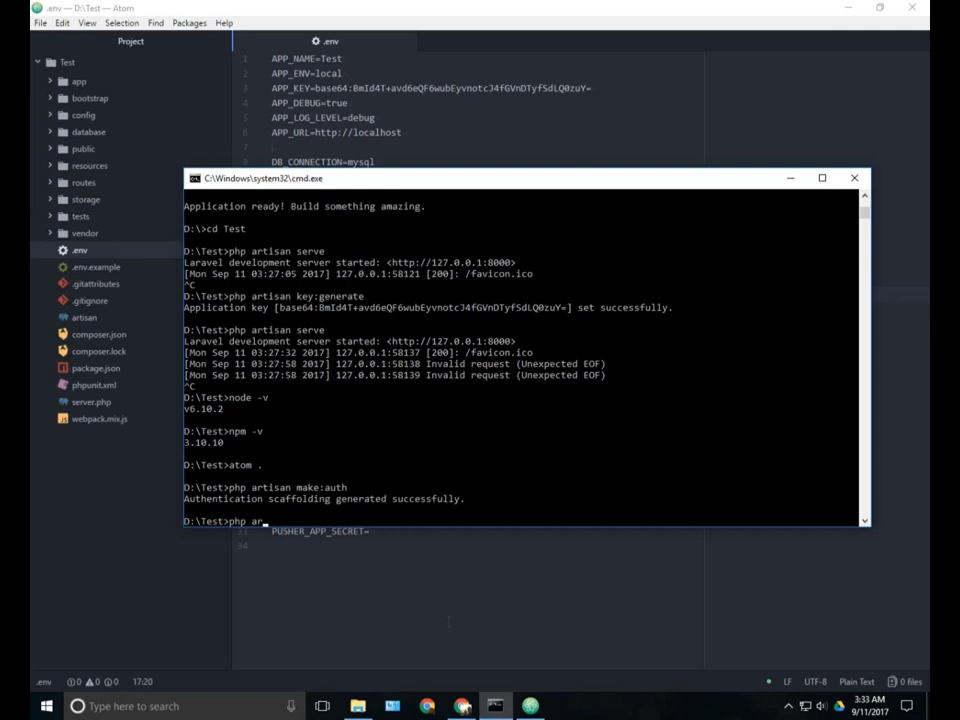 .env — D:\Test — Atom
File Edit View Selection Find Packages Help
Project
.env
Test
app
bootstrap
config
database
public
resources
routes
storage
tests
vendor
.env
.env.example
.gitattributes
.gitignore
artisan
composer.json
composer.lock
package.json
phpunit.xml
server.php
webpack.mix.js
1 APP_NAME=Test
2 APP_ENV=local
3 APP_KEY=base64:BmId4T+avd6eQF6wubEyvnotcJ4fGVnDTyfSdLQ0zuY=
4 APP_DEBUG=true
5 APP_LOG_LEVEL=debug
6 APP_URL=http://localhost
7
8 DB_CONNECTION=mysql
C:\Windows\system32\cmd.exe
Application ready! Build something amazing.
D:\>cd Test
D:\Test>php artisan serve
Laravel development server started: <http://127.0.0.1:8000>
[Mon Sep 11 03:27:05 2017] 127.0.0.1:58121 [200]: /favicon.ico
^C
D:\Test>php artisan key:generate
Application key [base64:BmId4T+avd6eQF6wubEyvnotcJ4fGVnDTyfSdLQ0zuY=] set successfully.
D:\Test>php artisan serve
Laravel development server started: <http://127.0.0.1:8000>
[Mon Sep 11 03:27:32 2017] 127.0.0.1:58137 [200]: /favicon.ico
[Mon Sep 11 03:27:58 2017] 127.0.0.1:58138 Invalid request (Unexpected EOF)
[Mon Sep 11 03:27:58 2017] 127.0.0.1:58139 Invalid request (Unexpected EOF)
^C
D:\Test>node -v
v6.10.2
D:\Test>npm -v
3.10.10
D:\Test>atom .
D:\Test>php artisan make:auth
Authentication scaffolding generated successfully.
D:\Test>php ar
PUSHER_APP_SECRET=
34
.env 0 0 0 17:20 LF UTF-8 Plain Text 0 files
Type here to search
3:33 AM
9/11/2017